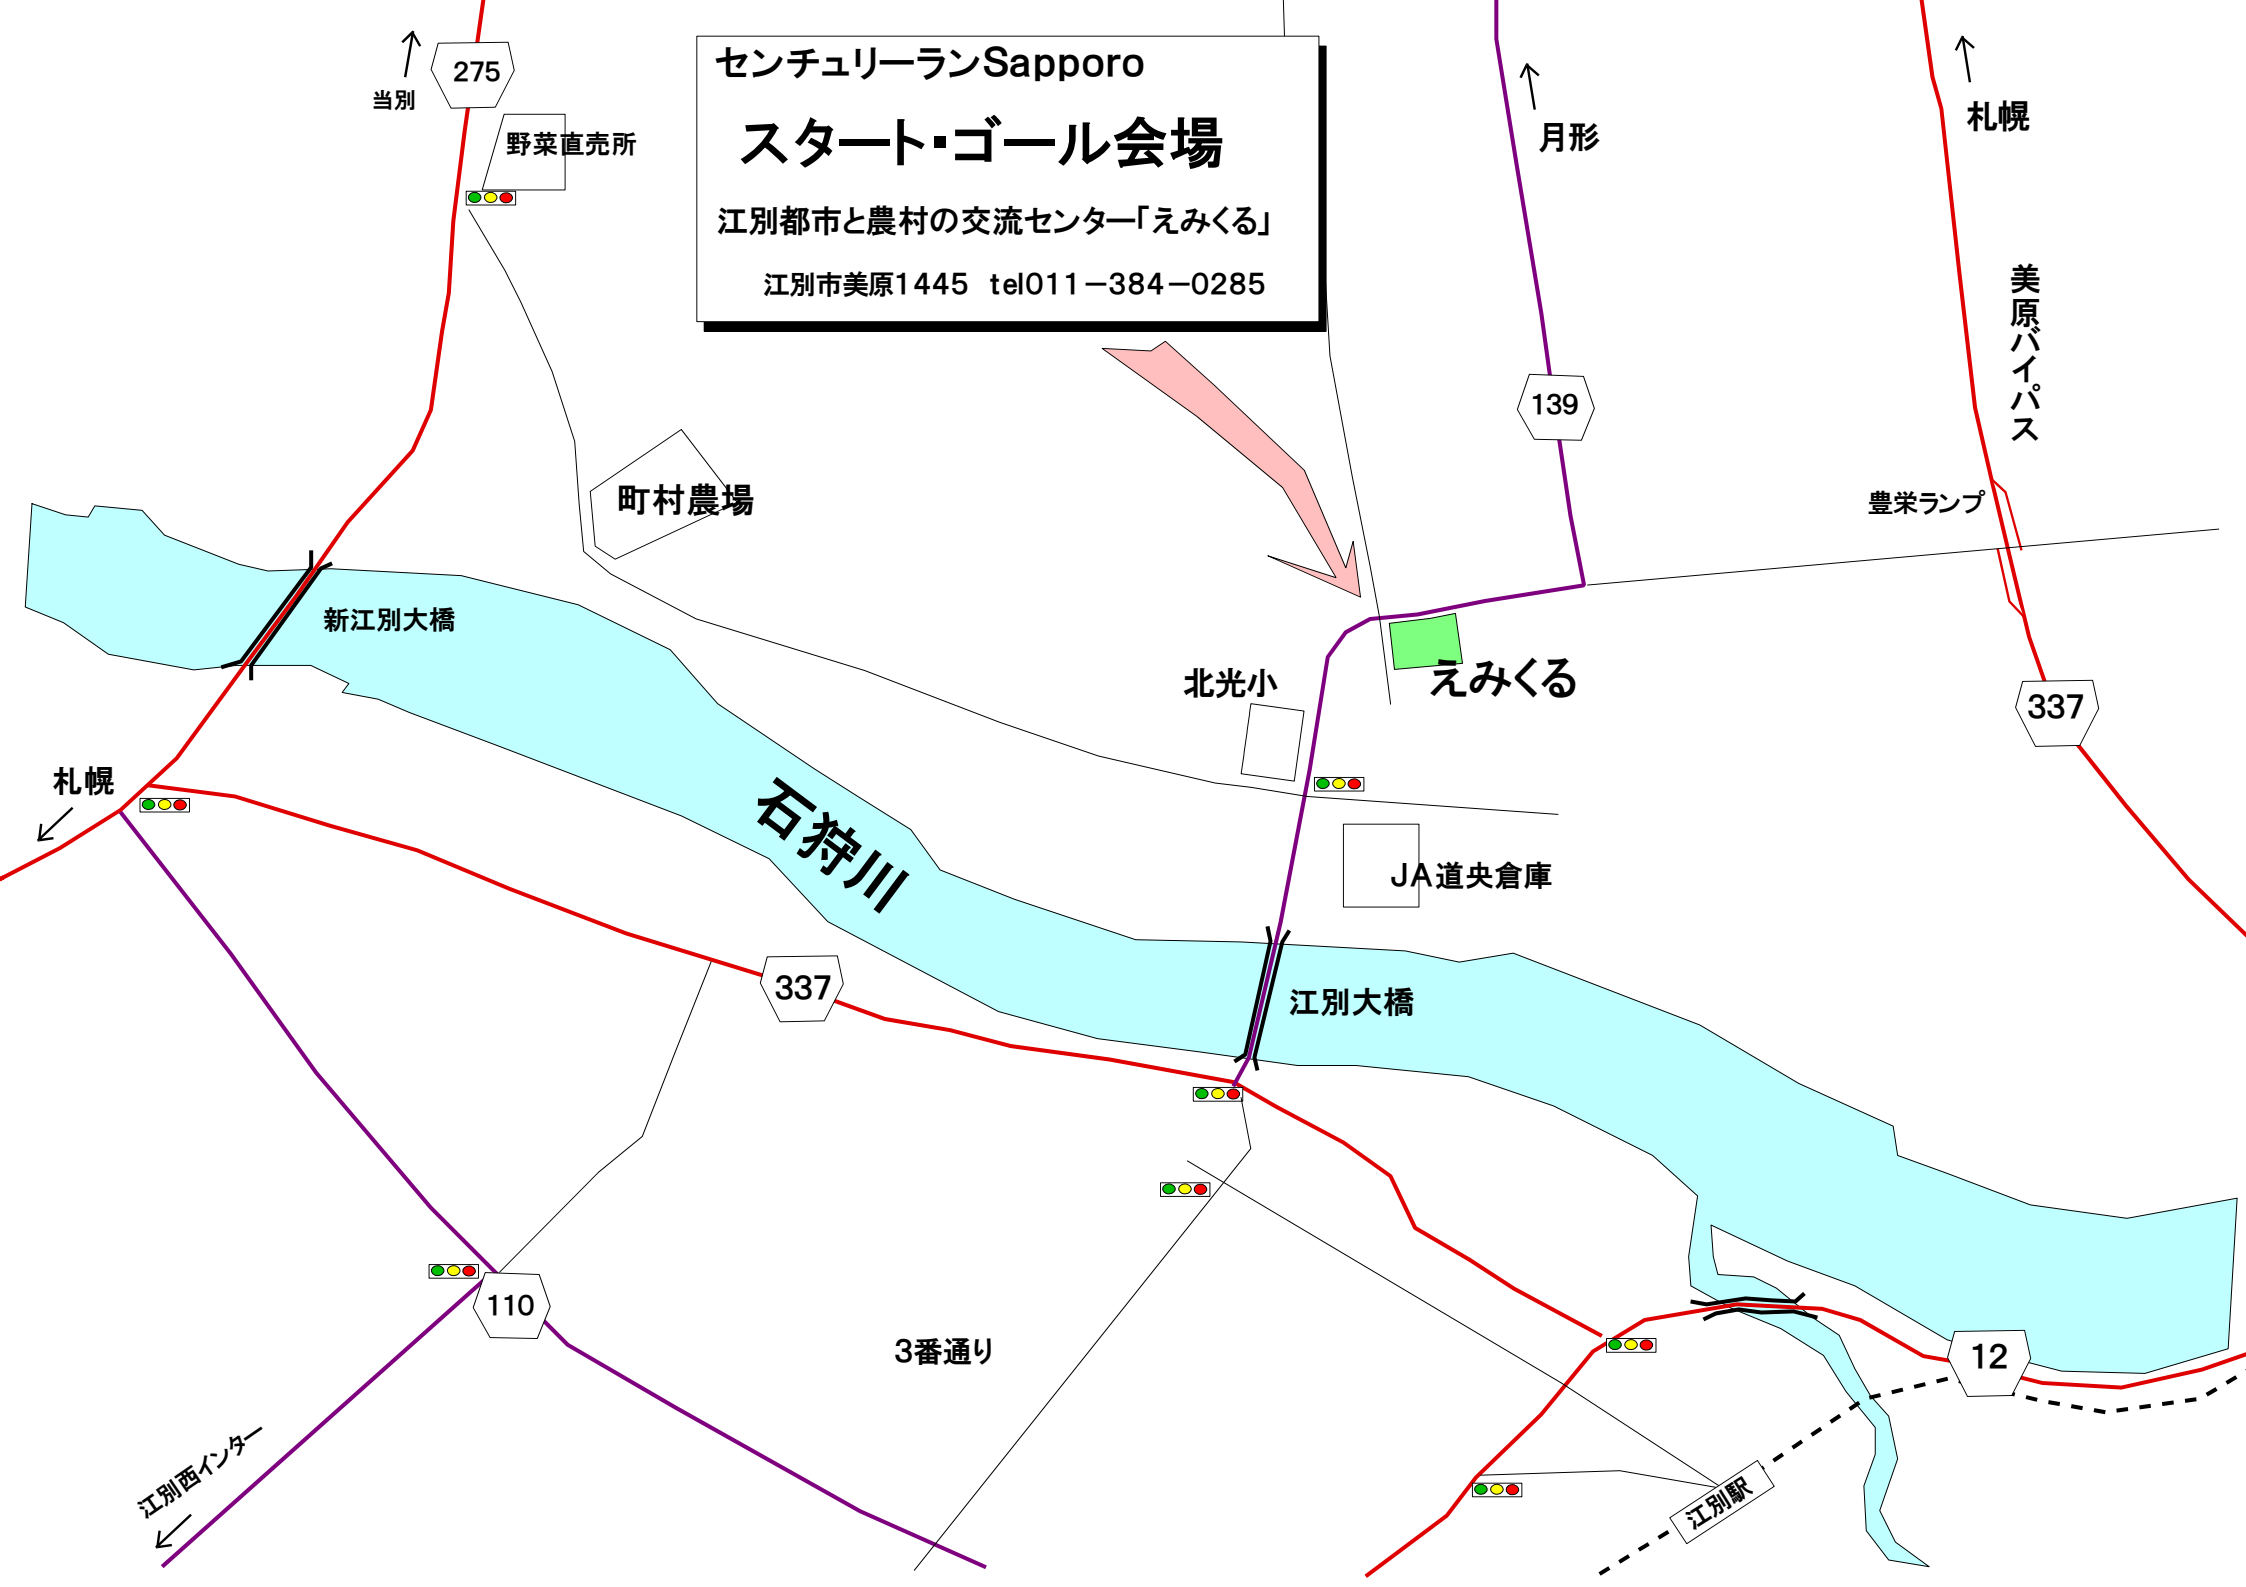 センチュリーランSapporo
スタート・ゴール会場
江別都市と農村の交流センター「えみくる」
江別市美原1445　tel011－384－0285
275
当別
野菜直売所
月形
札幌
美原バイパス
139
豊栄ランプ
町村農場
新江別大橋
北光小
えみくる
337
札幌
石狩川
JA道央倉庫
337
江別大橋
110
3番通り
12
江別西インター
江別駅